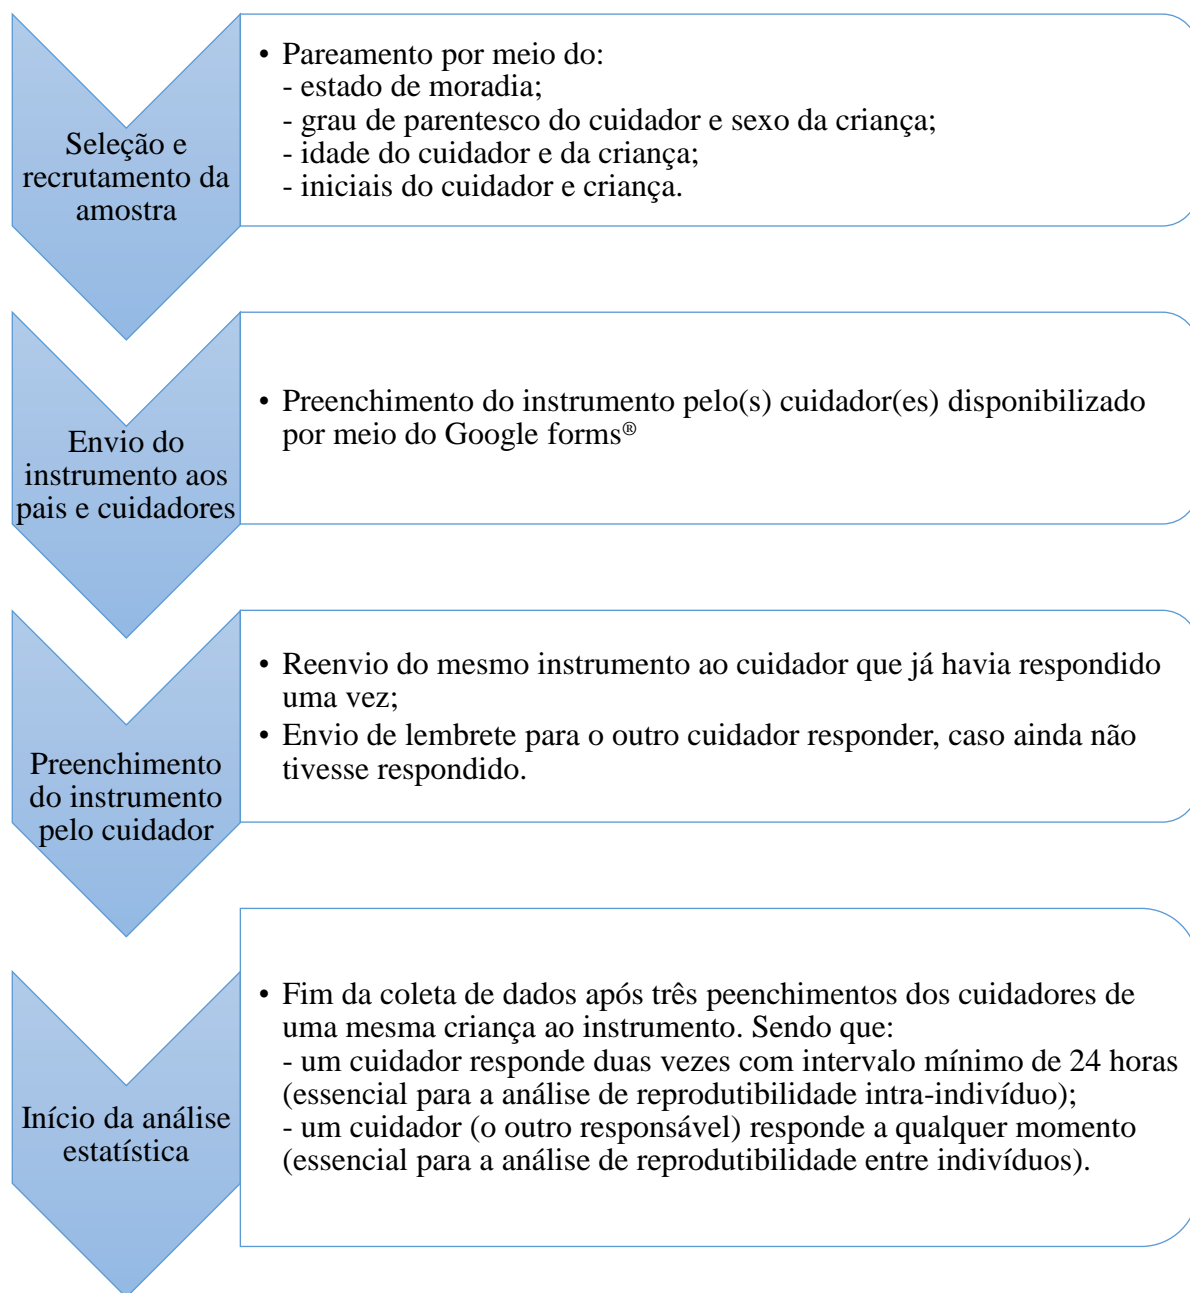 Seleção e
recrutamento da
amostra
• Pareamento por meio do:
- estado de moradia;
- grau de parentesco do cuidador e sexo da criança;
- idade do cuidador e da criança;
- iniciais do cuidador e criança.
Envio do
instrumento aos
pais e cuidadores
• Preenchimento do instrumento pelo(s) cuidador(es) disponibilizado
por meio do Google forms®
Preenchimento
do instrumento
pelo cuidador
• Reenvio do mesmo instrumento ao cuidador que já havia respondido
uma vez;
• Envio de lembrete para o outro cuidador responder, caso ainda não
tivesse respondido.
Início da análise
estatística
• Fim da coleta de dados após três peenchimentos dos cuidadores de
uma mesma criança ao instrumento. Sendo que:
- um cuidador responde duas vezes com intervalo mínimo de 24 horas
(essencial para a análise de reprodutibilidade intra-indivíduo);
- um cuidador (o outro responsável) responde a qualquer momento
(essencial para a análise de reprodutibilidade entre indivíduos).